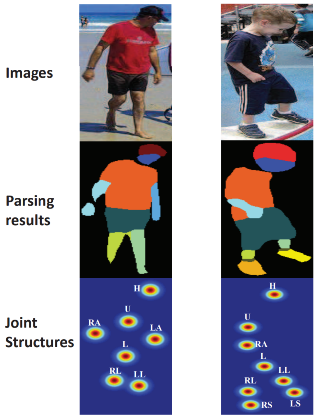 Images
Parsing
results
Joint
Structures
H
U
RA
LA
L
RL
LL
H
U
RA
L
RL
LL
RS
LS